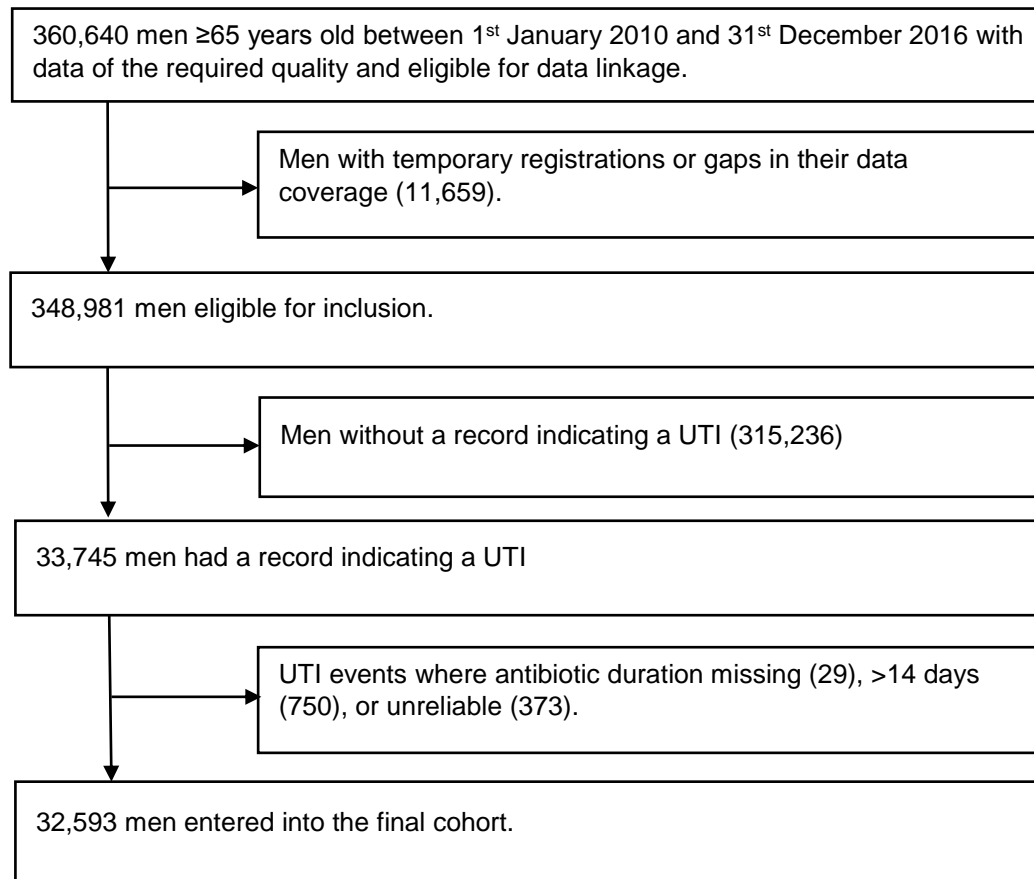 360,640 men ≥65 years old between 1st January 2010 and 31st December 2016 with
data of the required quality and eligible for data linkage.
Men with temporary registrations or gaps in their data
coverage (11,659).
348,981 men eligible for inclusion.
Men without a record indicating a UTI (315,236)
33,745 men had a record indicating a UTI
UTI events where antibiotic duration missing (29), >14 days
(750), or unreliable (373).
32,593 men entered into the final cohort.